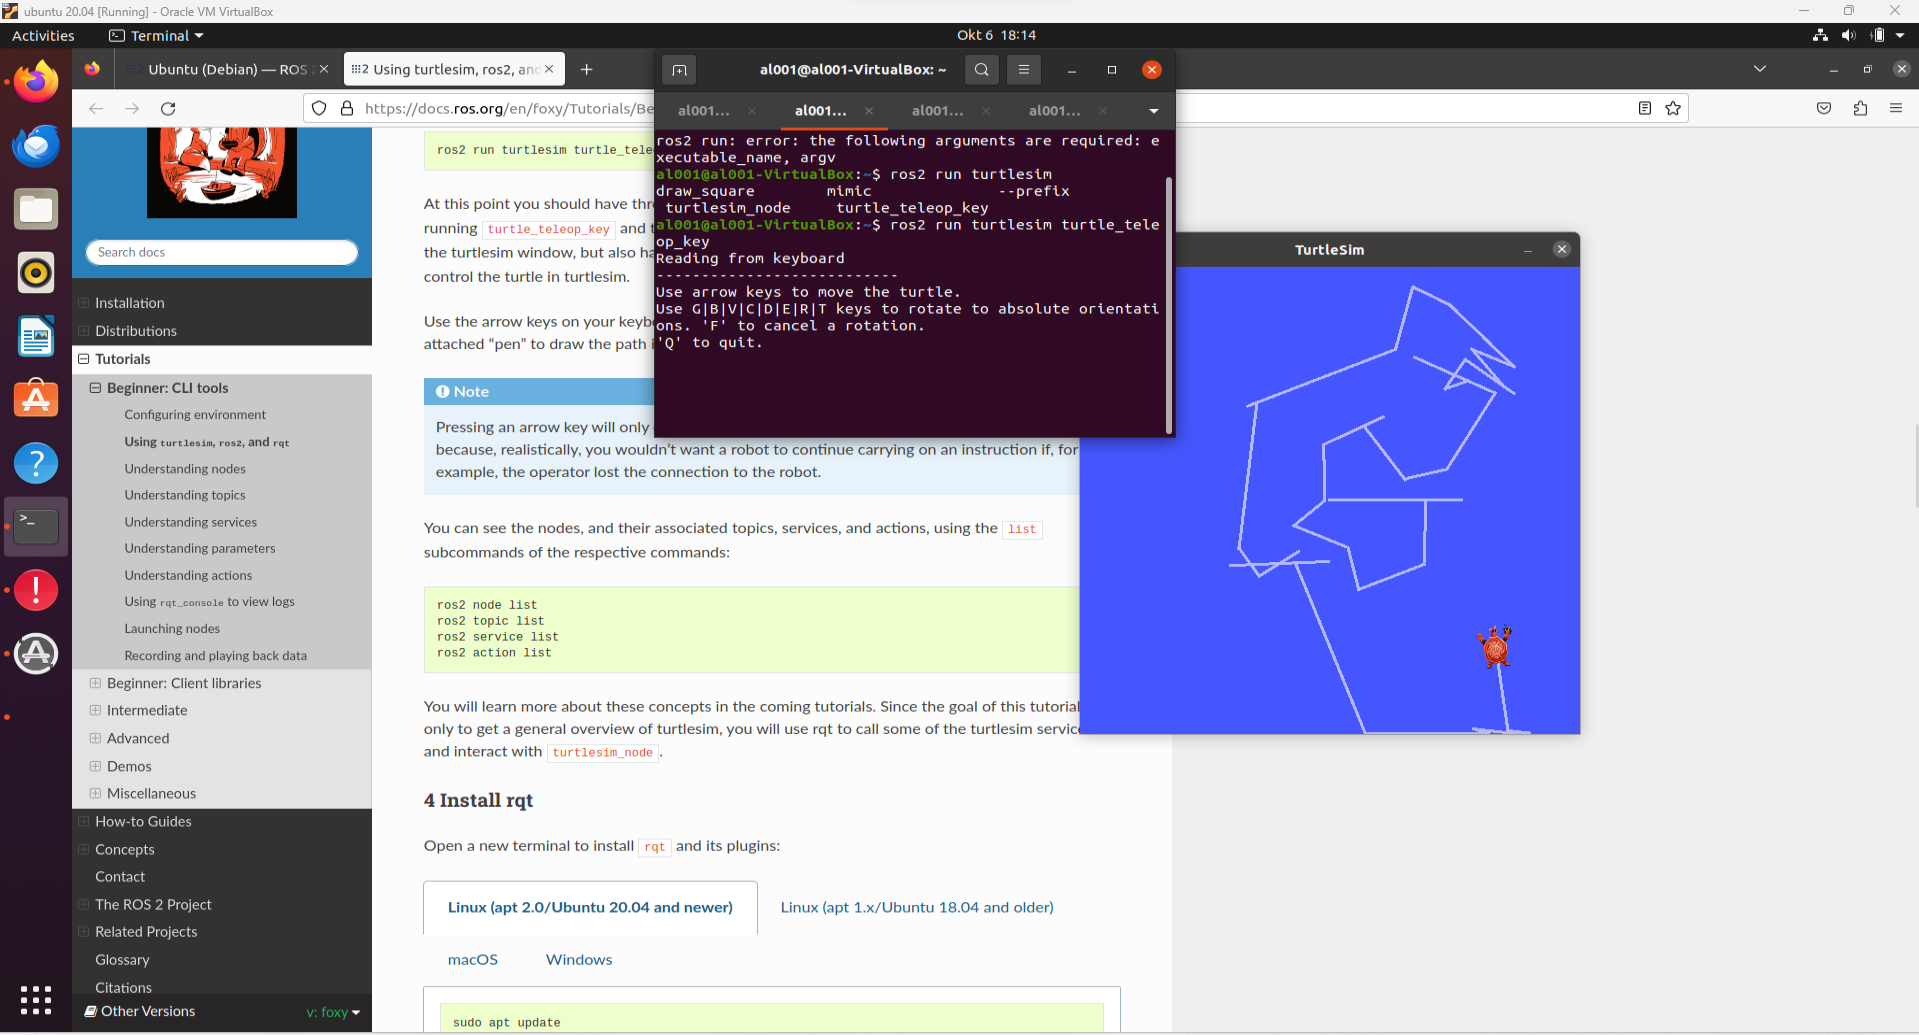 ubuntu 20.04 [Running] - Oracle VM VirtualBox
Activities
Terminal
Okt 6 18:14
Ubuntu (Debian) — ROS
Using turtlesim, ros2, an
https://docs.ros.org/en/foxy/Tutorials/Be
al001@al001-VirtualBox: ~
al001...
al001...
al001...
al001...
ros2 run: error: the following arguments are required: e
xecutable_name, argv
al001@al001-VirtualBox:~$ ros2 run turtlesim
draw_square mimic --prefix
turtlesim_node turtle_teleop_key
al001@al001-VirtualBox:~$ ros2 run turtlesim turtle_tele
op_key
Reading from keyboard
---------------------------
Use arrow keys to move the turtle.
Use G|B|V|C|D|E|R|T keys to rotate to absolute orientati
ons. 'F' to cancel a rotation.
'Q' to quit.
TurtleSim
Search docs
Installation
Distributions
Tutorials
Beginner: CLI tools
Configuring environment
Using turtlesim, ros2, and rqt
Understanding nodes
Understanding topics
Understanding services
Understanding parameters
Understanding actions
Using rqt_console to view logs
Launching nodes
Recording and playing back data
Beginner: Client libraries
Intermediate
Advanced
Demos
Miscellaneous
How-to Guides
Concepts
Contact
The ROS 2 Project
Related Projects
Glossary
Citations
Other Versions
v: foxy
ros2 run turtlesim turtle_tele
At this point you should have thr
running turtle_teleop_key and t
the turtlesim window, but also ha
control the turtle in turtlesim.
Use the arrow keys on your keyb
attached “pen” to draw the path i
Note
Pressing an arrow key will only
because, realistically, you wouldn’t want a robot to continue carrying on an instruction if, for
example, the operator lost the connection to the robot.
You can see the nodes, and their associated topics, services, and actions, using the list
subcommands of the respective commands:
ros2 node list
ros2 topic list
ros2 service list
ros2 action list
You will learn more about these concepts in the coming tutorials. Since the goal of this tutorial
only to get a general overview of turtlesim, you will use rqt to call some of the turtlesim servic
and interact with turtlesim_node.
4 Install rqt
Open a new terminal to install rqt and its plugins:
Linux (apt 2.0/Ubuntu 20.04 and newer)
Linux (apt 1.x/Ubuntu 18.04 and older)
macOS
Windows
sudo apt update